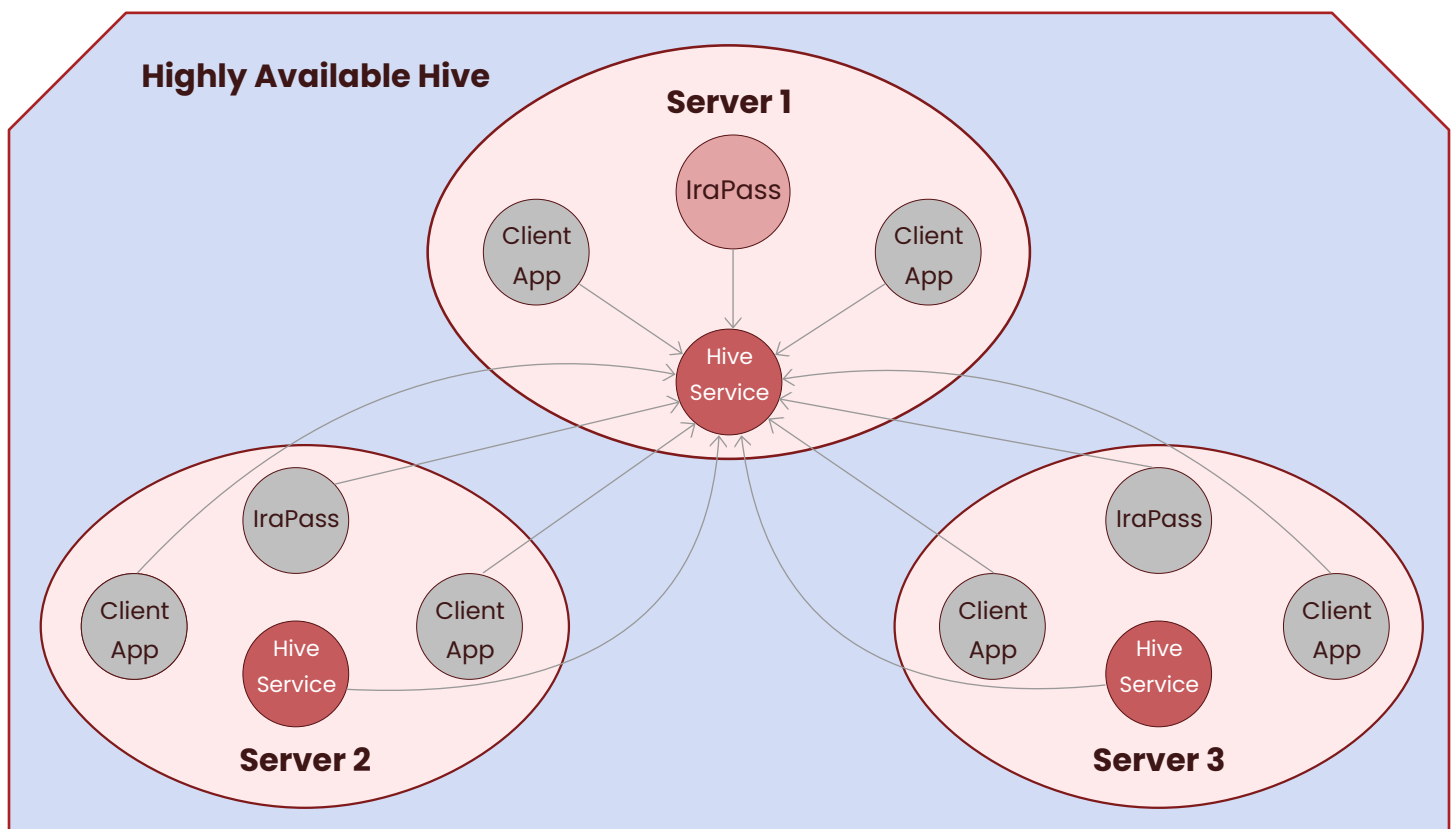 Highly Available Hive
Server 1
IraPass
Client
App
Client
App
Hive
Service
IraPass
Client
App
Client
App
Hive
Service
Server 2
IraPass
Client
App
Client
App
Hive
Service
Server 3